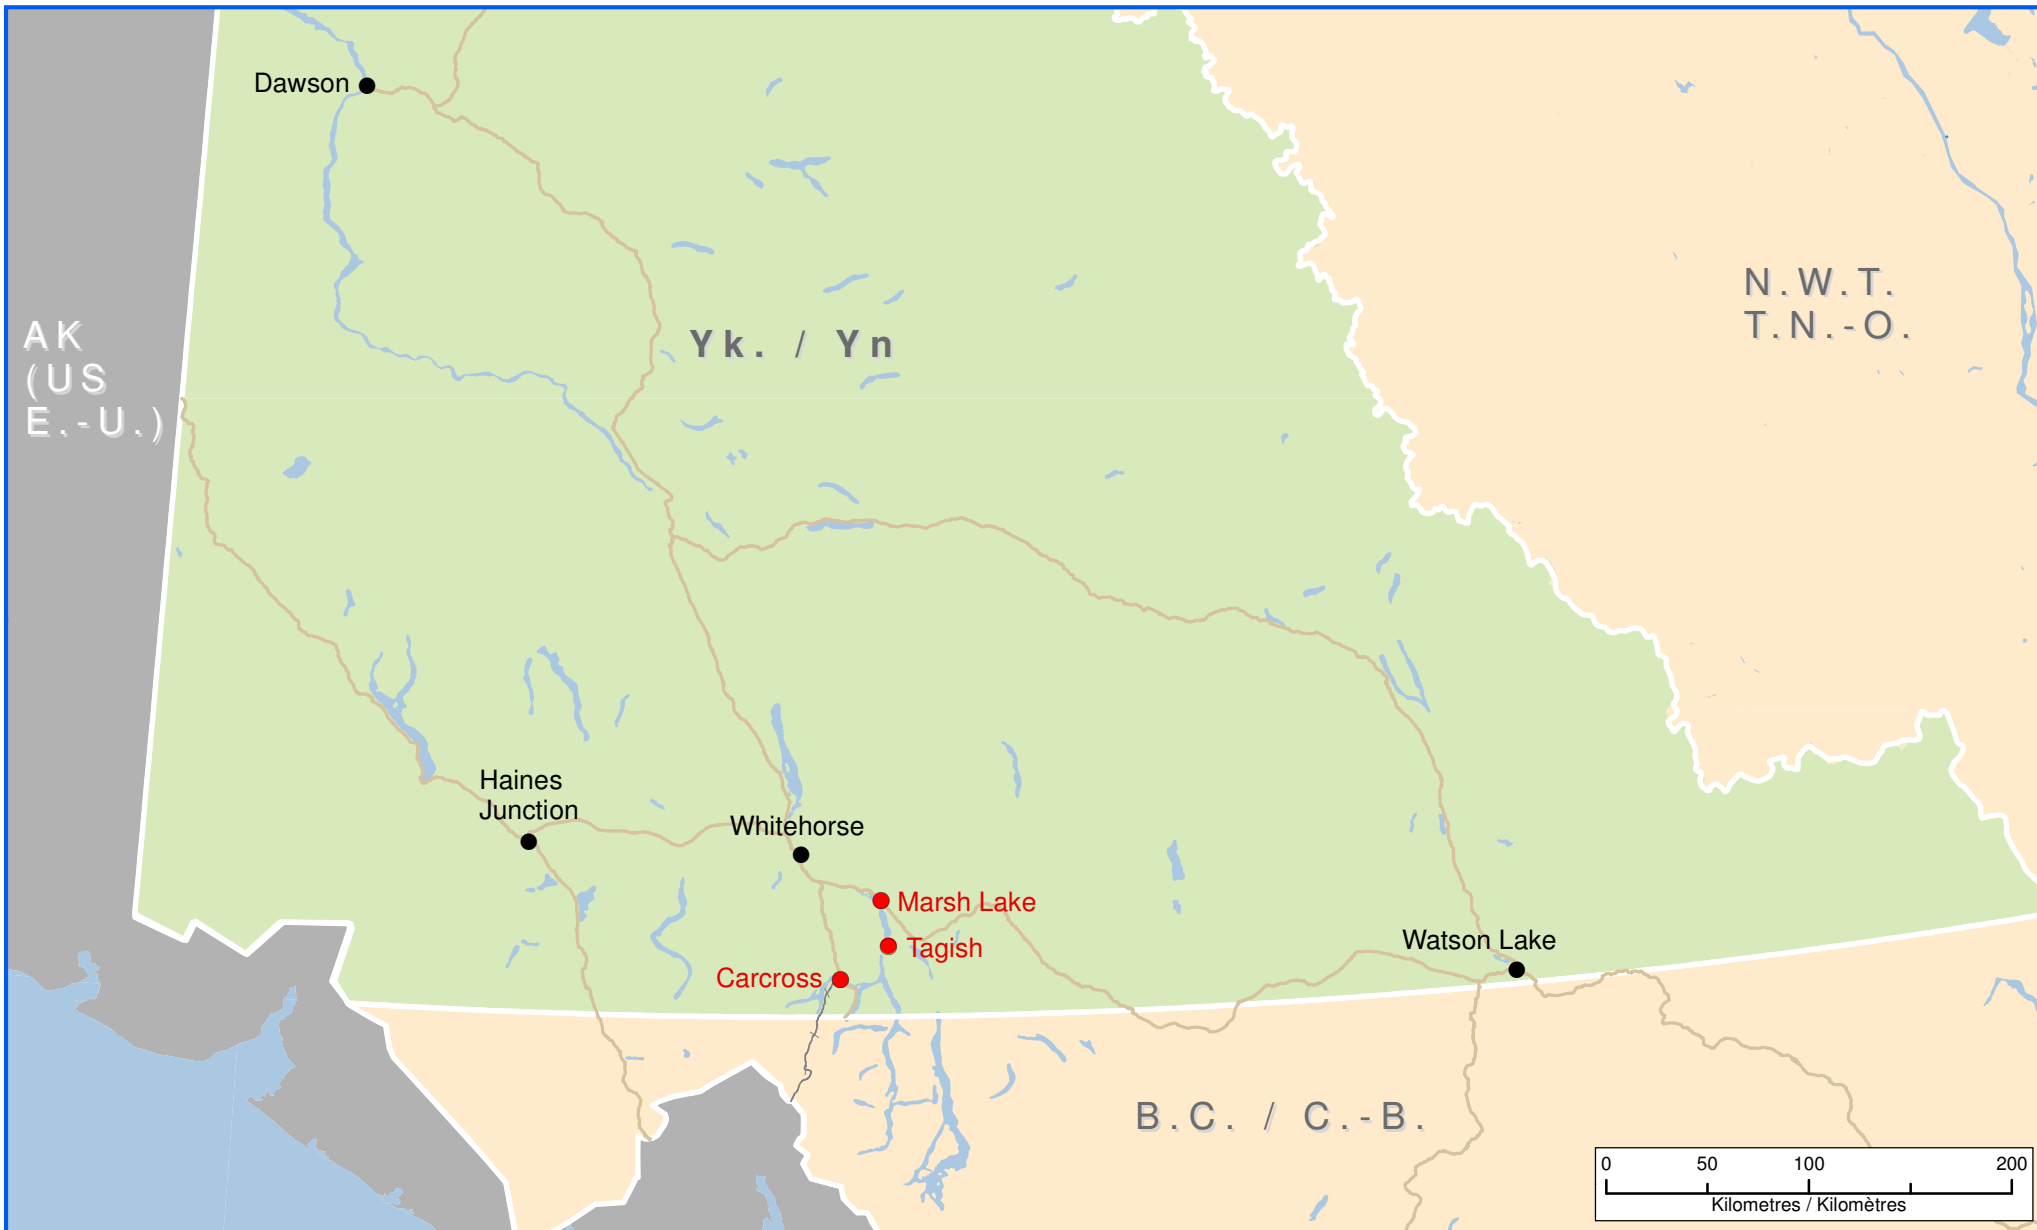 Dawson
N.W.T.
T.N.-O.
AK
(US
E.-U.)
Yk. / Yn
Haines
Junction
Whitehorse
Marsh Lake
Tagish
Carcross
Watson Lake
B.C. / C.-B.
0 50 100 200
Kilometres / Kilomètres